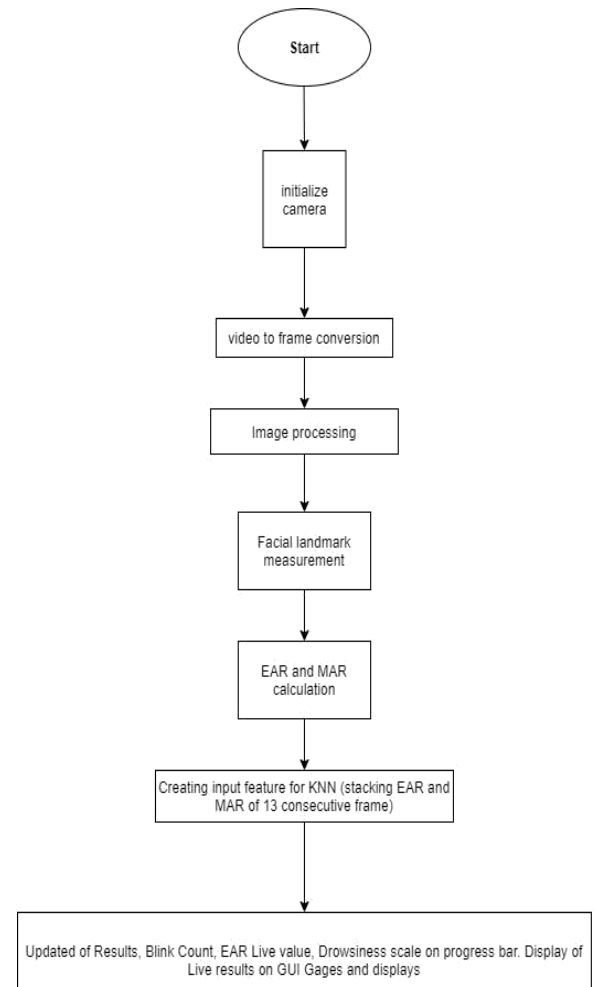 Start
initialize
camera
video to frame conversion
Image processing
Facial landmark
measurement
EAR and MAR
calculation
Creating input feature for KNN (stacking EAR and
MAR of 13 consecutive frame)
Updated of Results, Blink Count, EAR Live value, Drowsiness scale on progress bar. Display of
Live results on GUI Gages and displays